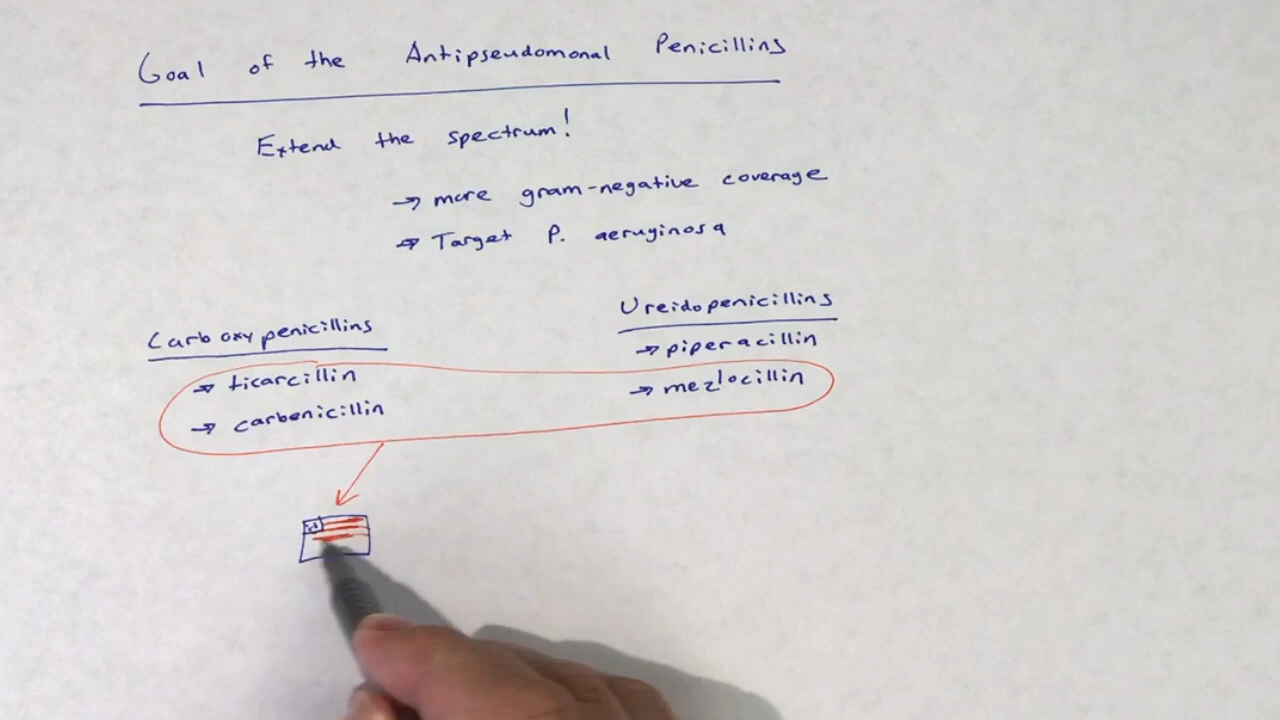 Goal of the Antipseudomonal Penicillins
Extend the spectrum!
→ more gram-negative coverage
→ Target P. aeruginosa
Carboxypenicillins
→ ticarcillin
→ carbenicillin
Ureidopenicillins
→ piperacillin
→ mezlocillin